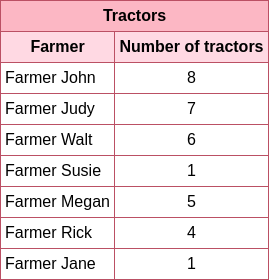 Tractors
Farmer Number of tractors
Farmer John 8
Farmer Judy 7
Farmer Walt 6
Farmer Susie 1
Farmer Megan 5
Farmer Rick 4
Farmer Jane 1